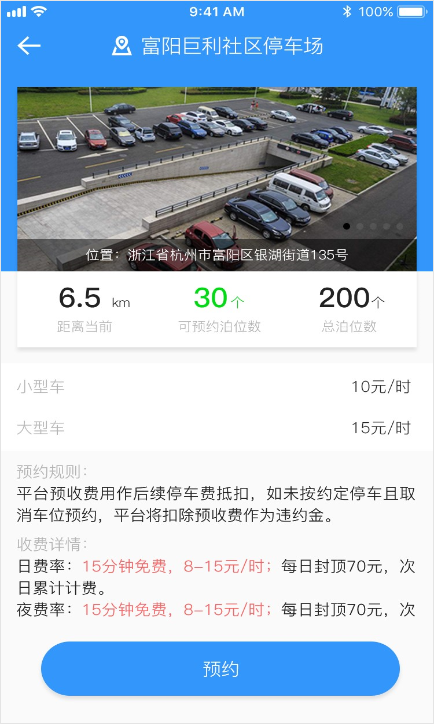 9:41 AM
100%
富阳巨利社区停车场
位置：浙江省杭州市富阳区银湖街道135号
6.5 km
30个
200个
距离当前
可预约泊位数
总泊位数
小型车 10元/时
大型车 15元/时
预约规则：
平台预收费用作后续停车费抵扣，如未按约定停车且取
消车位预约，平台将扣除预收费作为违约金。
收费详情：
日费率：15分钟免费，8-15元/时；每日封顶70元，次
日累计计费。
夜费率：15分钟免费，8-15元/时；每日封顶70元，次
预约